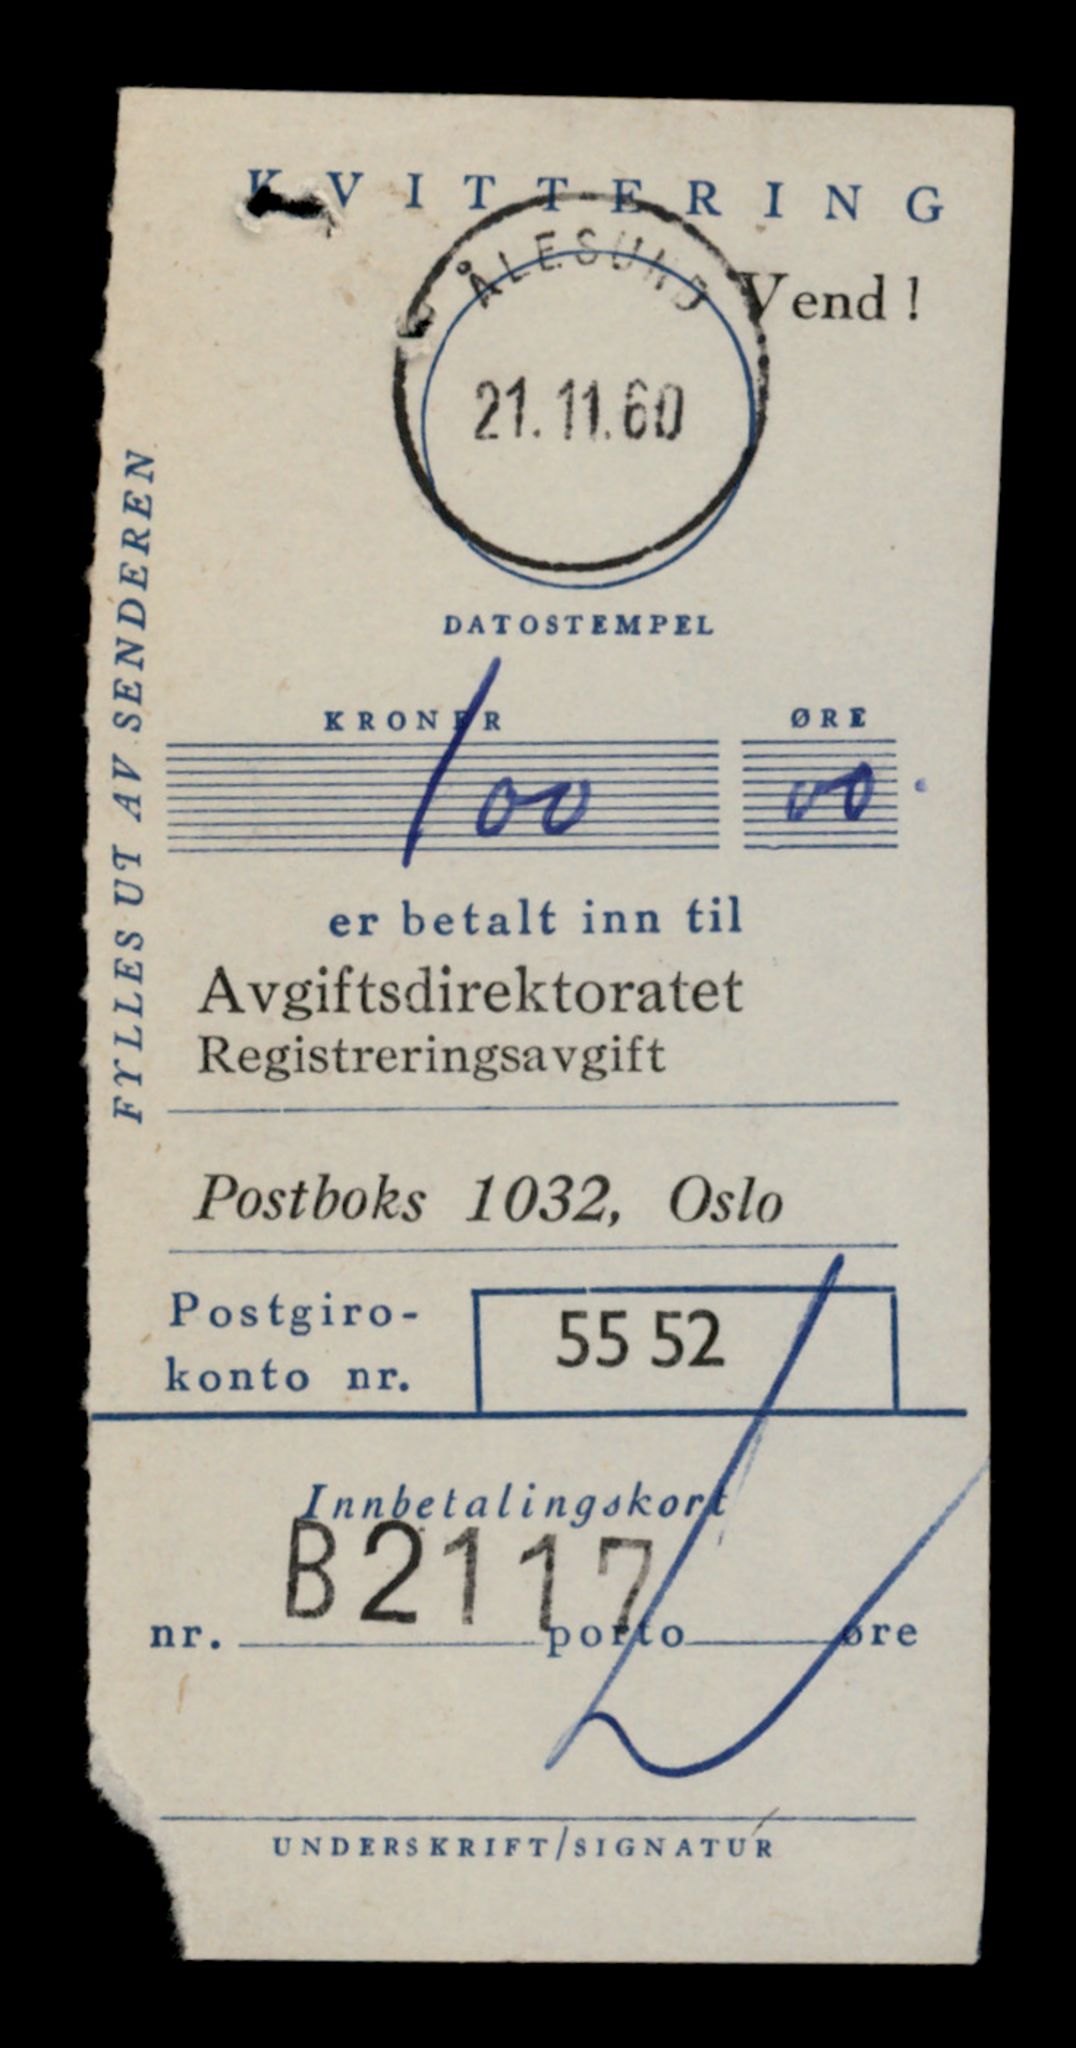 KVITTERING
ÅLESUND
Vend !
21.11.60
DATOSTEMPEL
KRONER ØRE
100 00
er betalt inn til
Avgiftsdirektoratet
Registreringsavgift
Postboks 1032, Oslo
Postgiro-
konto nr. 55 52
Innbetalingskort
B2117
nr. porto øre
UNDERSKRIFT/SIGNATUR
FYLLES UT AV SENDEREN